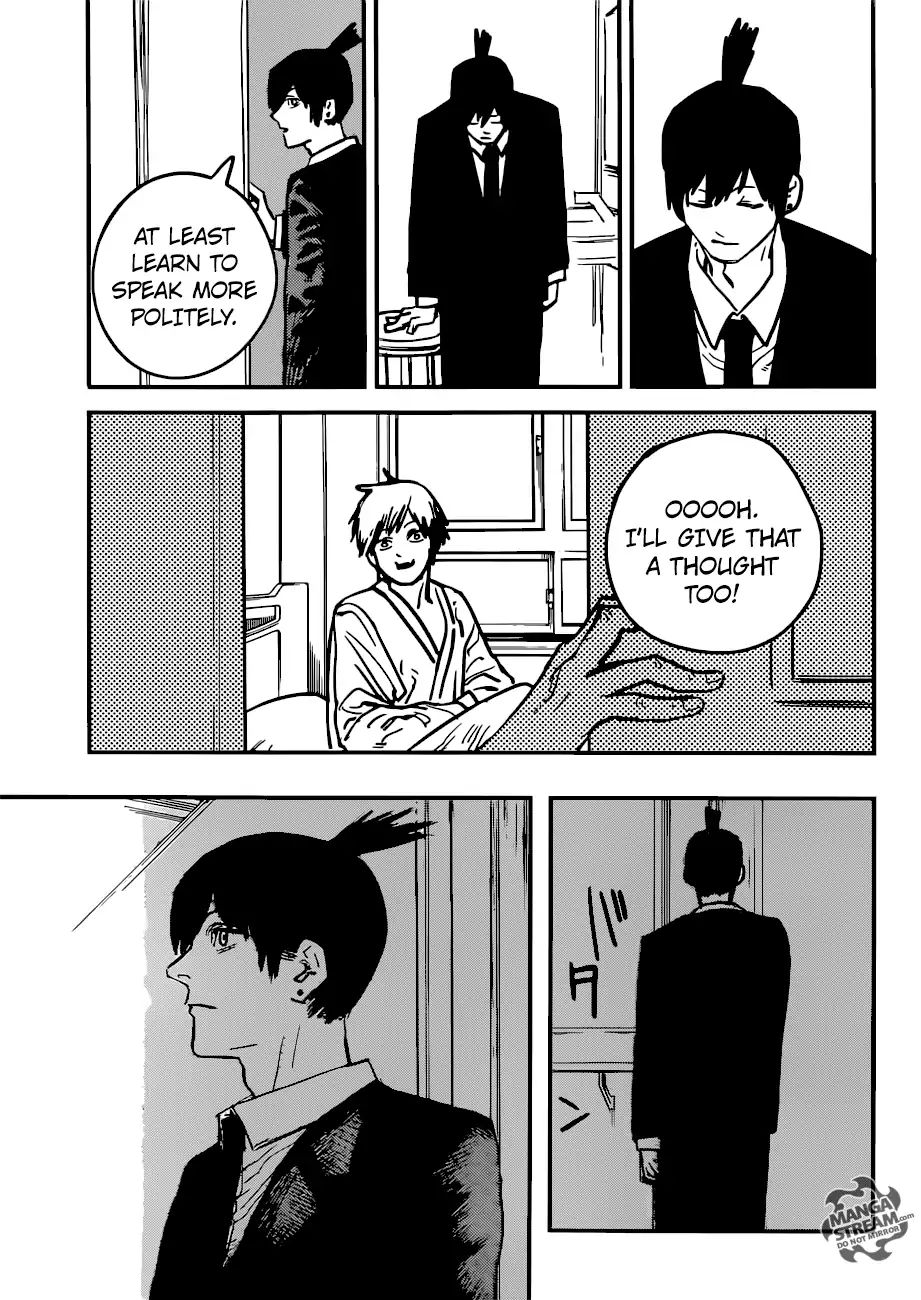 AT LEAST
LEARN TO
SPEAK MORE
POLITELY.
OOOOH.
I'LL GIVE THAT
A THOUGHT
TOO!
バタン
MANGA
STREAM.com
DO NOT MIRROR!